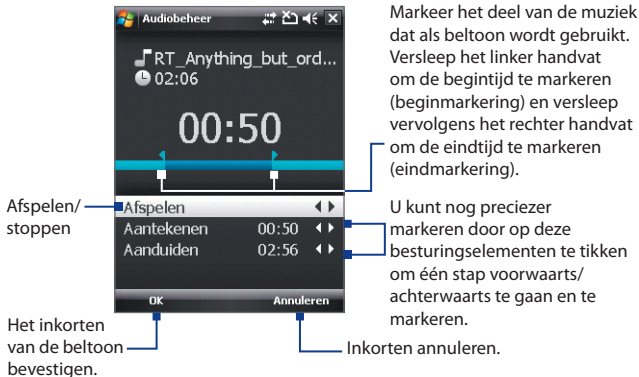 Audiobeheer
RT_Anything_but_ord...
02:06
00:50
Afspelen
Aantekenen 00:50
Aanduiden 02:56
OK Annuleren
Markeer het deel van de muziek
dat als beltoon wordt gebruikt.
Versleep het linker handvat
om de begintijd te markeren
(beginmarkering) en versleep
vervolgens het rechter handvat
om de eindtijd te markeren
(eindmarkering).
Afspelen/
stoppen
U kunt nog preciezer
markeren door op deze
besturingselementen te tikken
om één stap voorwaarts/
achterwaarts te gaan en te
markeren.
Het inkorten
van de beltoon
bevestigen.
Inkorten annuleren.